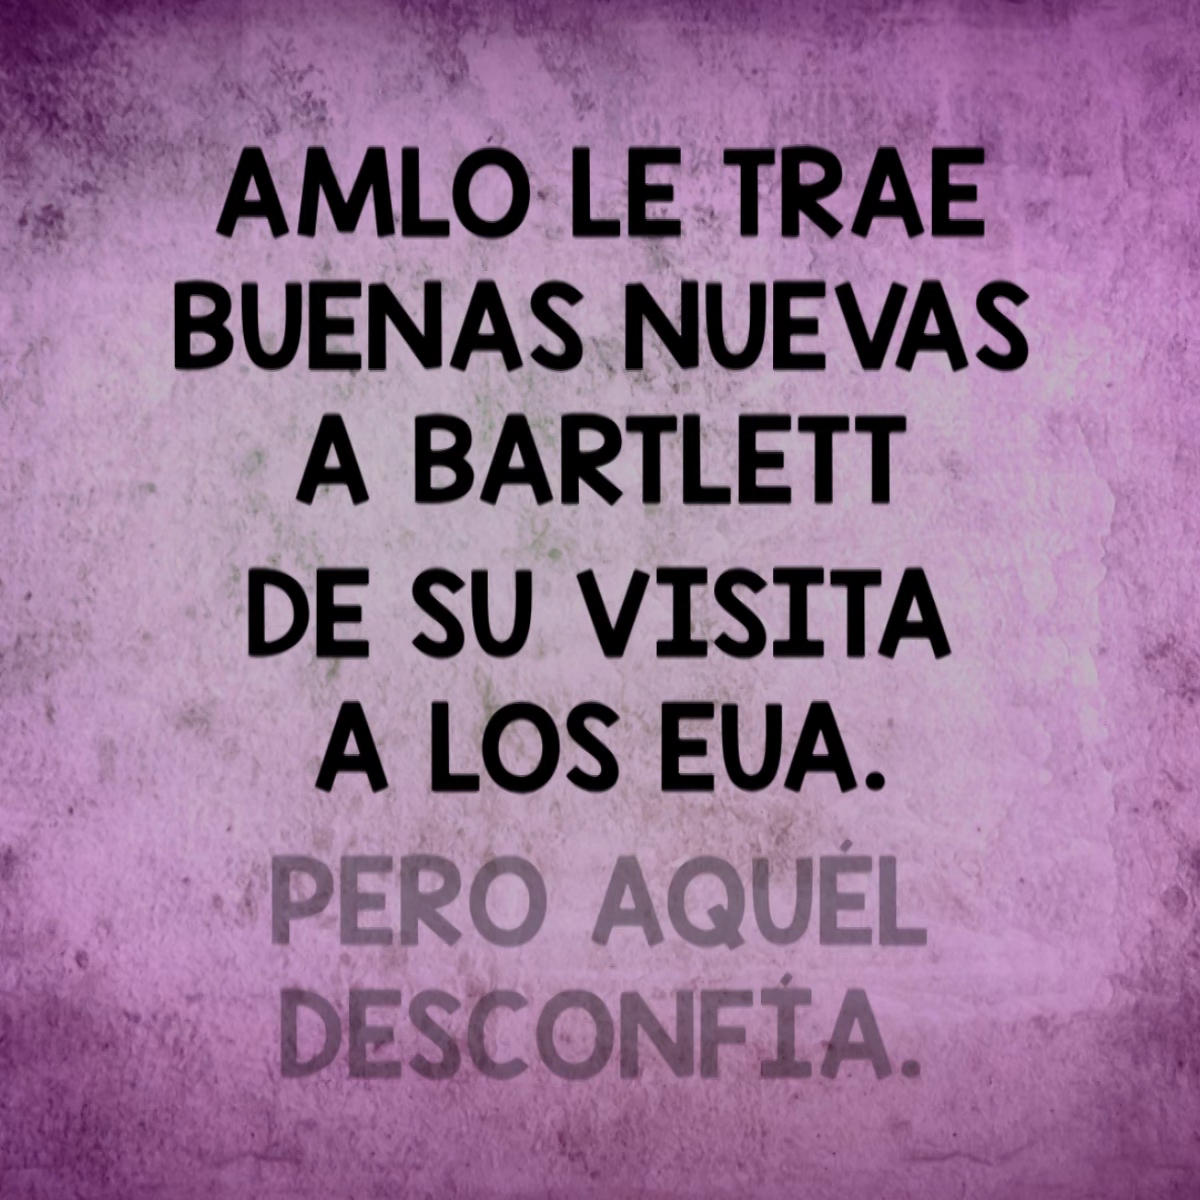 AMLO LE TRAE
BUENAS NUEVAS
A BARTLETT
DE SU VISITA
A LOS EUA.
PERO AQUÉL
DESCONFÍA.